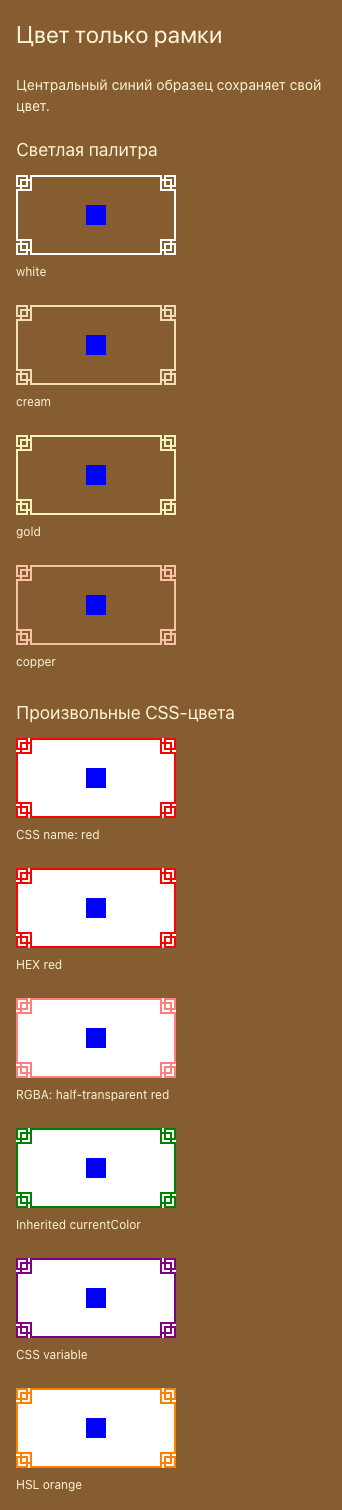 Цвет только рамки
Центральный синий образец сохраняет свой
цвет.
Светлая палитра
white
cream
gold
copper
Произвольные CSS-цвета
CSS name: red
HEX red
RGBA: half-transparent red
Inherited currentColor
CSS variable
HSL orange